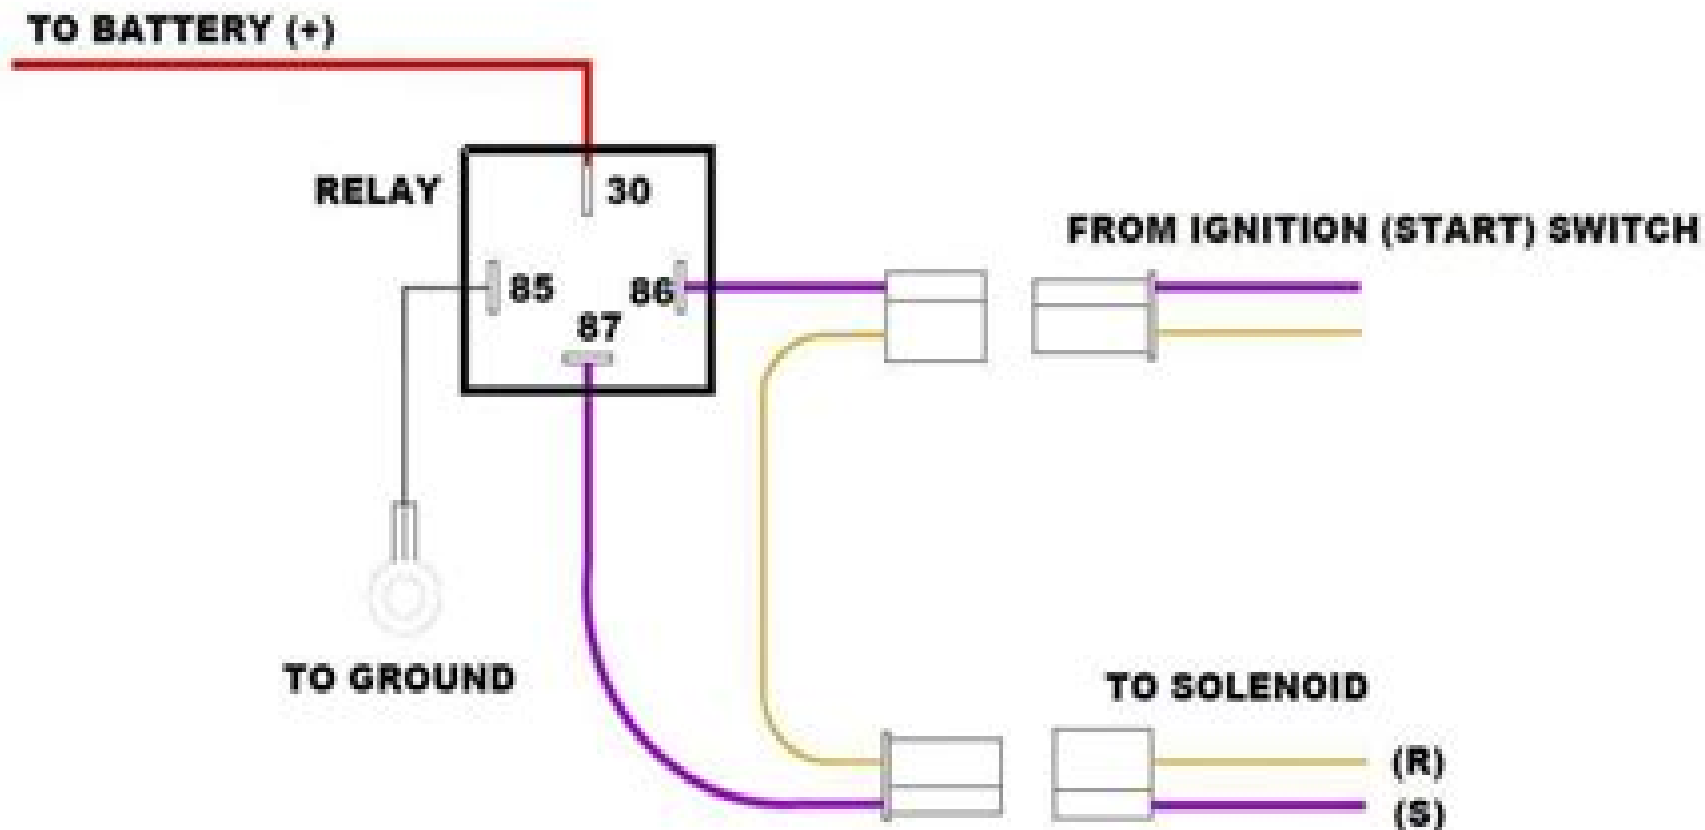 TO BATTERY (+)
RELAY
30
FROM IGNITION (START) SWITCH
85
86
87
TO GROUND
TO SOLENOID
(R)
(S)